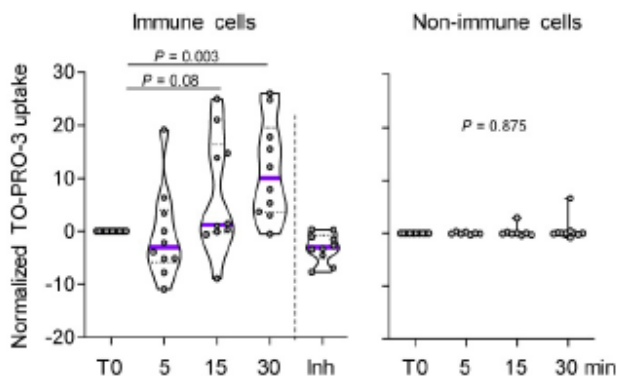 Immune cells
Non-immune cells
Normalized TO-PRO-3 uptake
P = 0.003
P = 0.08
P = 0.875
30
20
10
0
-10
-20
T0 5 15 30 Inh
T0 5 15 30 min